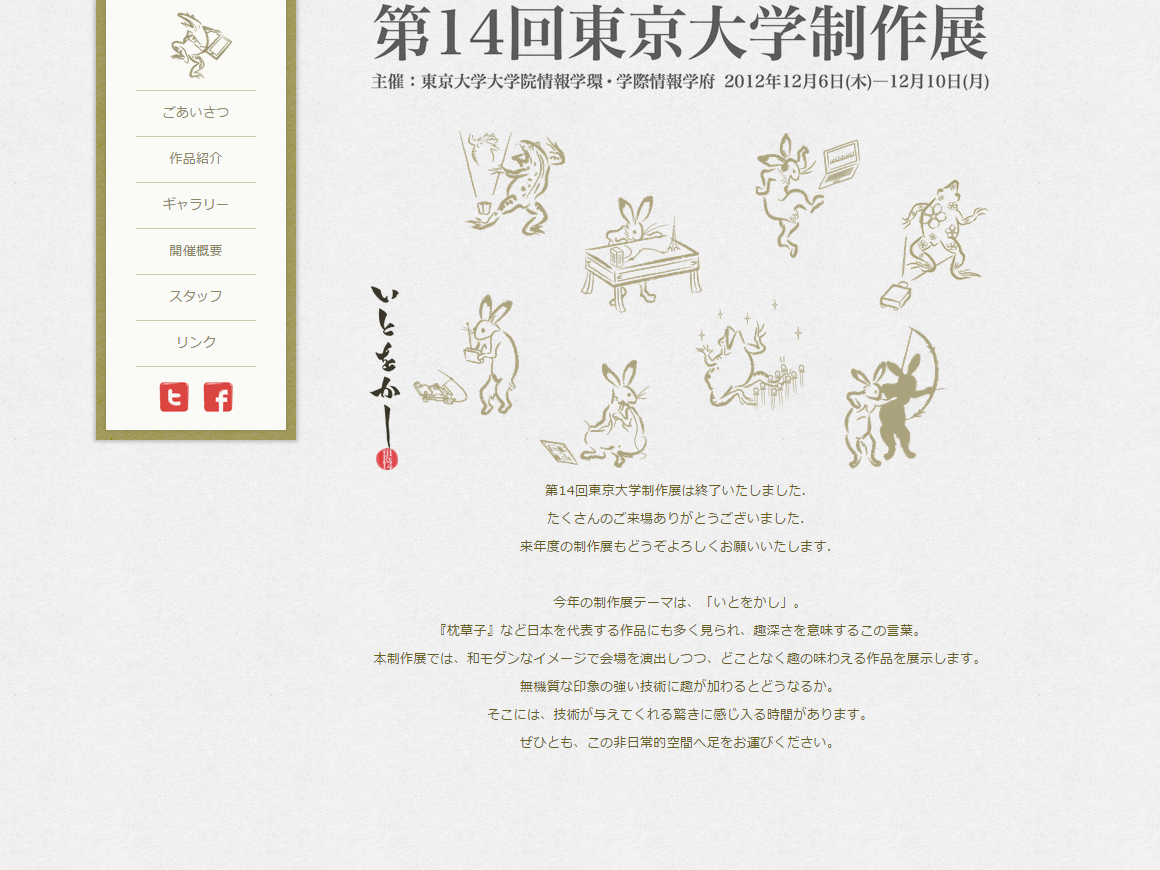 ごあいさつ
作品紹介
ギャラリー
開催概要
スタッフ
リンク
第14回東京大学制作展
主催：東京大学大学院情報学環・学際情報学府 2012年12月6日(木)―12月10日(月)
いとをかし
第14回東京大学制作展は終了いたしました.
たくさんのご来場ありがとうございました.
来年度の制作展もどうぞよろしくお願いいたします.
今年の制作展テーマは、「いとをかし」。
『枕草子』など日本を代表する作品にも多く見られ、趣深さを意味するこの言葉。
本制作展では、和モダンなイメージで会場を演出しつつ、どことなく趣の味わえる作品を展示します。
無機質な印象の強い技術に趣が加わるとどうなるか。
そこには、技術が与えてくれる驚きに感じ入る時間があります。
ぜひとも、この非日常的空間へ足をお運びください。